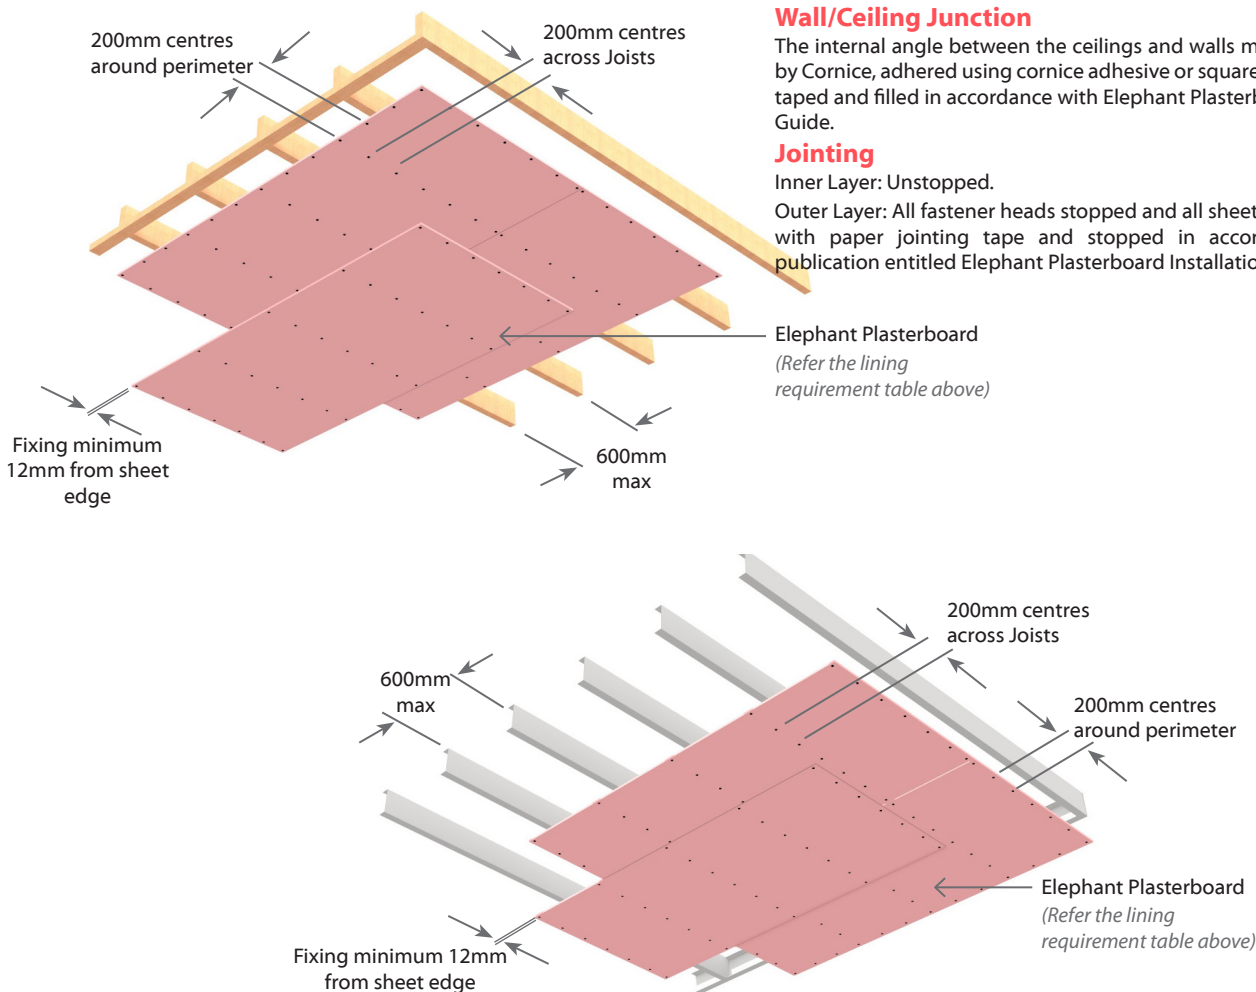 200mm centres
around perimeter
200mm centres
across Joists
Wall/Ceiling Junction
The internal angle between the ceilings and walls
by Cornice, adhered using cornice adhesive or square
taped and filled in accordance with Elephant
Guide.
Jointing
Inner Layer: Unstopped.
Outer Layer: All fastener heads stopped and all sheet
with paper jointing tape and stopped in
publication entitled Elephant Plasterboard
Elephant Plasterboard
(Refer the lining
requirement table above)
Fixing minimum
12mm from sheet
edge
600mm
max
200mm centres
across Joists
600mm
max
200mm centres
around perimeter
Elephant Plasterboard
(Refer the lining
requirement table above)
Fixing minimum 12mm
from sheet edge